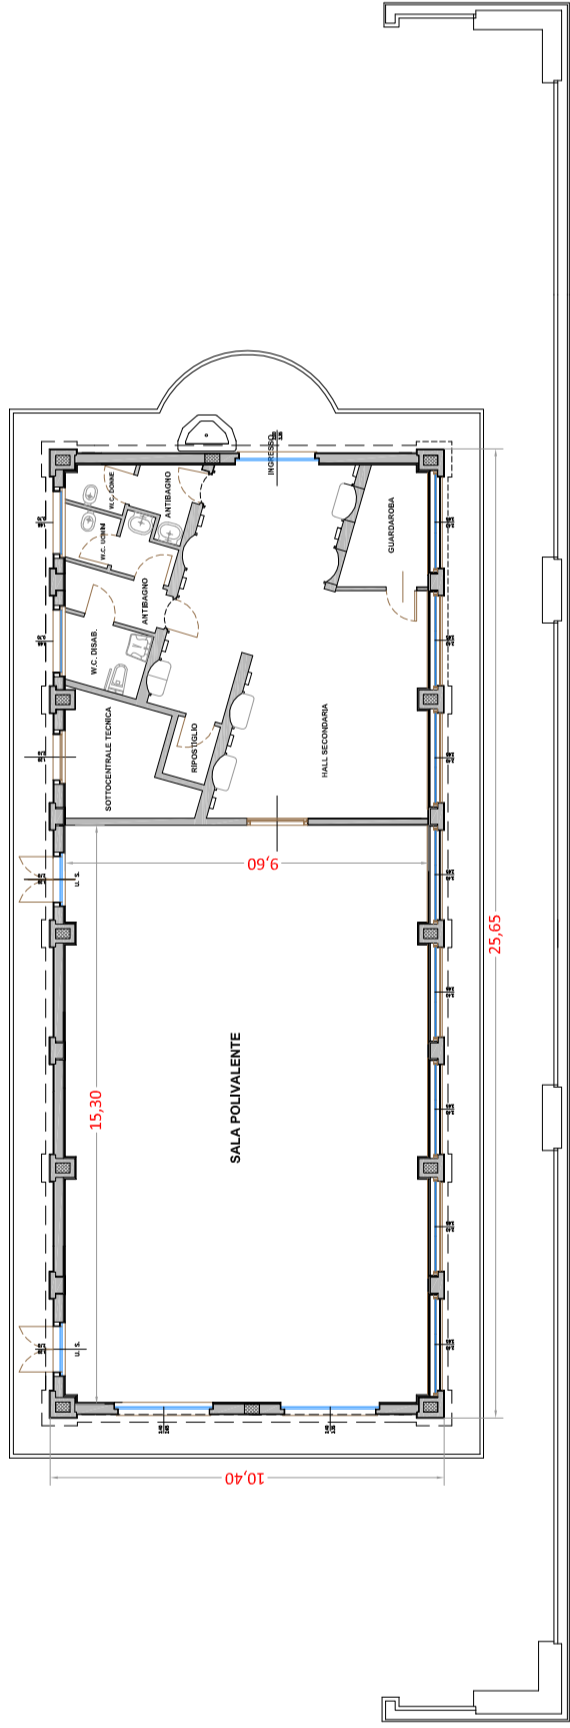 W.C. DONNE
ANTIBAGNO
W.C. UOMINI
ANTIBAGNO
W.C. DISAB.
INGRESSO
GUARDAROBA
SOTTOCENTRALE TECNICA
RIPOSTIGLIO
HALL SECONDARIA
U. S.
9,60
25,65
SALA POLIVALENTE
15,30
U. S.
10,40